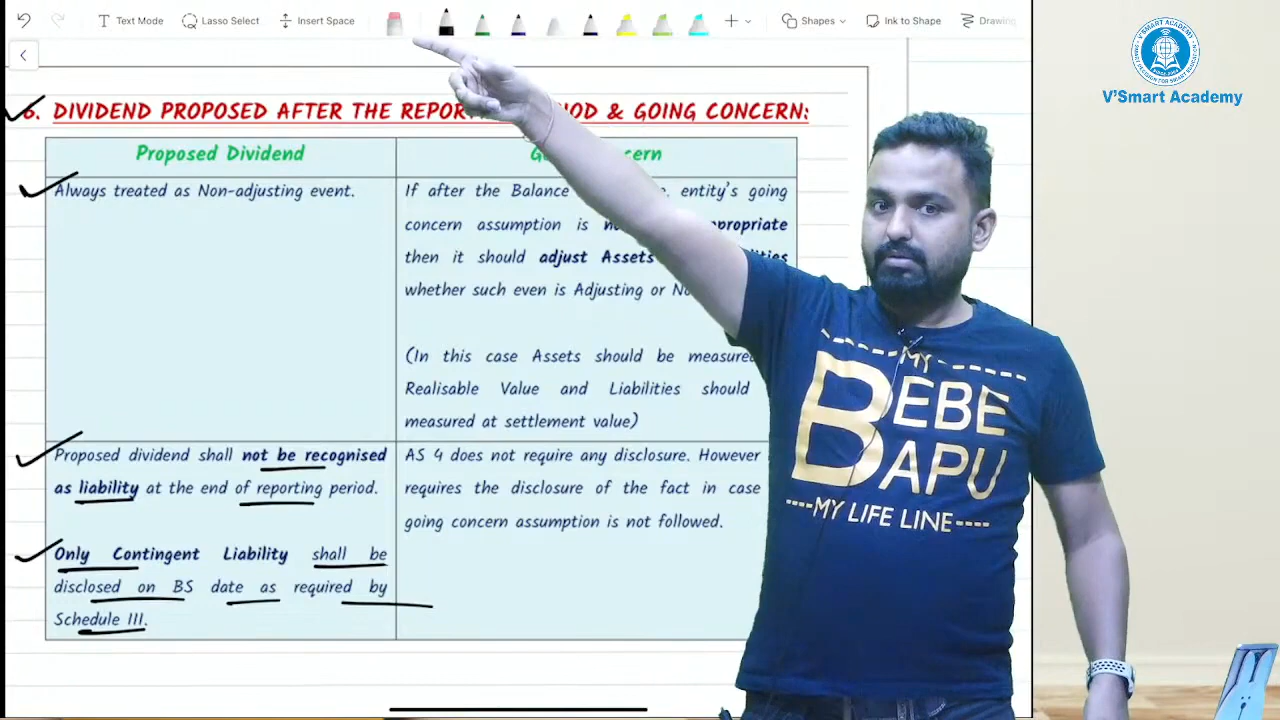 Text Mode
Lasso Select
Insert Space
Shapes
Ink to Shape
Drawing
V'SMART ACADEMY
V'Smart Academy
6. DIVIDEND PROPOSED AFTER THE & GOING CONCERN:
Proposed Dividend
Always treated as Non-adjusting event.
If after the Balance entity's going
concern assumption is
then it should adjust Assets
whether such even is Adjusting or
(In this case Assets should be measured
Realisable Value and Liabilities should
measured at settlement value)
Proposed dividend shall not be recognised
as liability at the end of reporting period.
Only Contingent Liability shall be
disclosed on BS date as required by
Schedule III.
AS 4 does not require any disclosure. However
requires the disclosure of the fact in case
going concern assumption is not followed.
MY
BEBE
BAPU
----MY LIFE LINE----